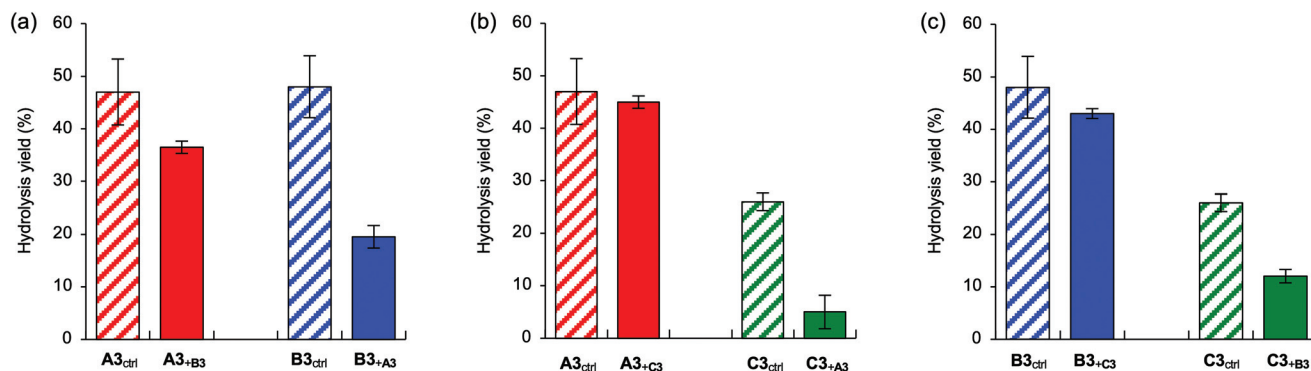 (a)
60
50
40
30
20
10
0
Hydrolysis yield (%)
A3ctrl A3+B3 B3ctrl B3+A3
(b)
60
50
40
30
20
10
0
Hydrolysis yield (%)
A3ctrl A3+C3 C3ctrl C3+A3
(c)
60
50
40
30
20
10
0
Hydrolysis yield (%)
B3ctrl B3+C3 C3ctrl C3+B3